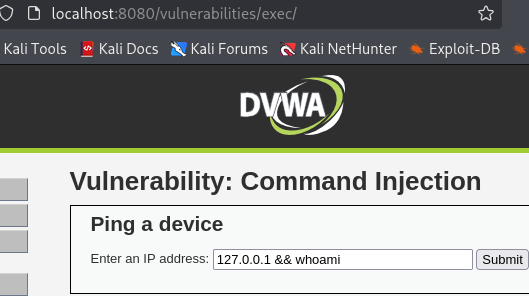 localhost:8080/vulnerabilities/exec/
Kali Tools Kali Docs Kali Forums Kali NetHunter Exploit-DB
DVWA
Vulnerability: Command Injection
Ping a device
Enter an IP address: 127.0.0.1 && whoami Submit